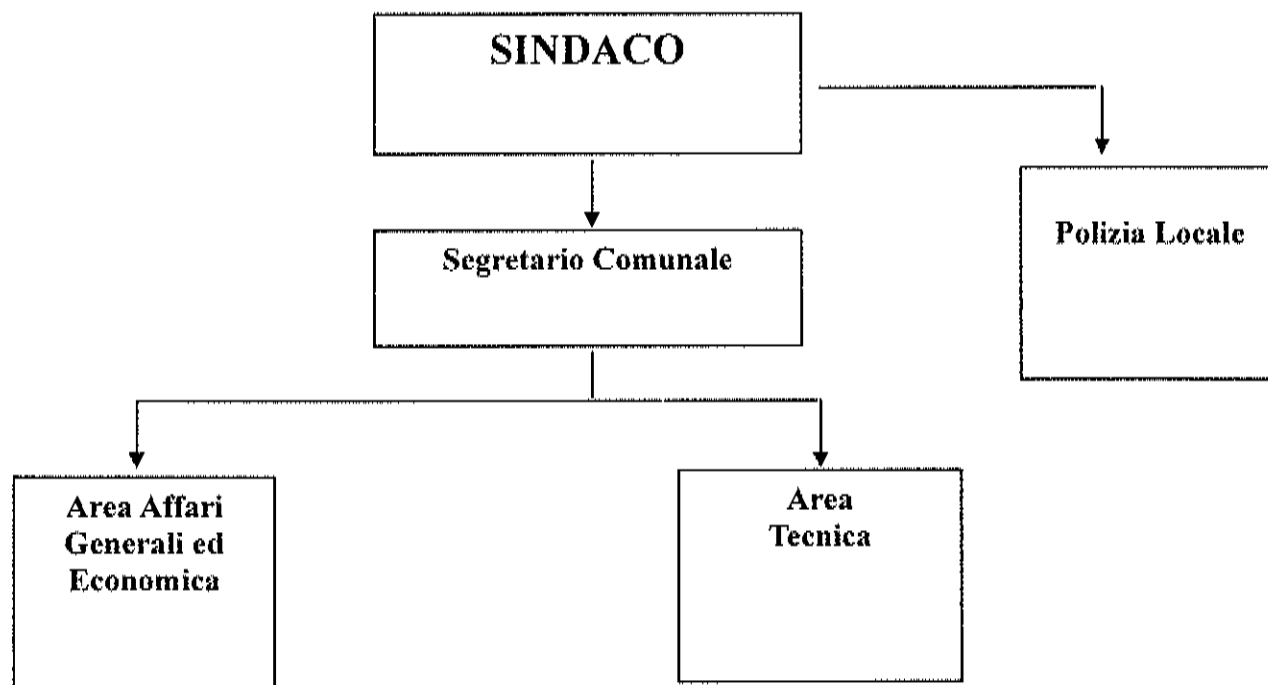 SINDACO
Segretario Comunale
Polizia Locale
Area Affari
Generali ed
Economica
Area
Tecnica